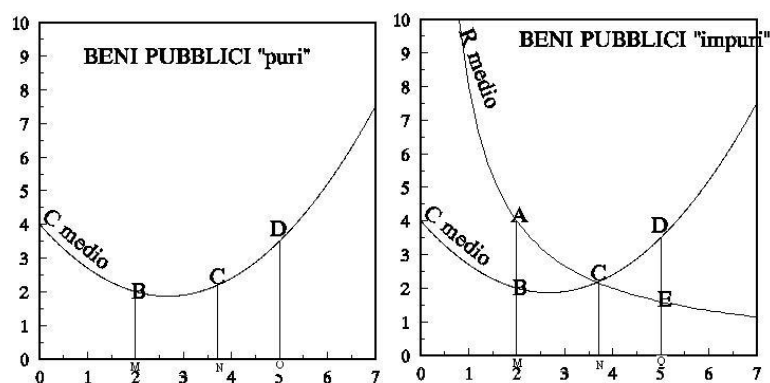 BENI PUBBLICI "puri"
10
9
8
7
6
5
4
3
2
1
0
C medio
B
C
D
M
N
O
0 1 2 3 4 5 6 7
BENI PUBBLICI "impuri"
10
9
8
7
6
5
4
3
2
1
0
R medio
C medio
A
B
C
D
E
M
N
O
0 1 2 3 4 5 6 7